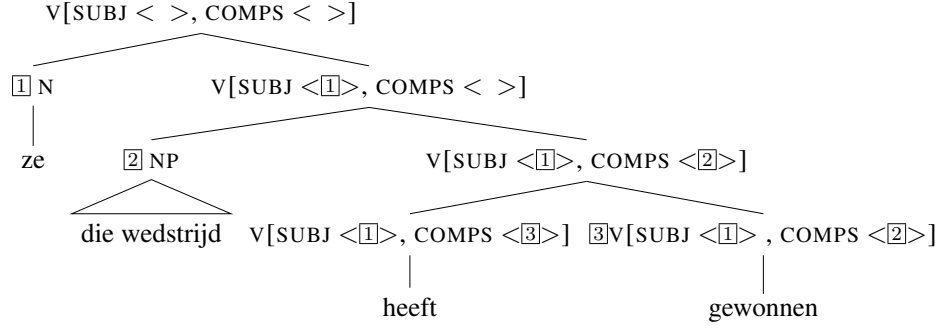 V[SUBJ < >, COMPS < >]
1 N V[SUBJ <1>, COMPS < >]
ze 2 NP V[SUBJ <1>, COMPS <2>]
die wedstrijd V[SUBJ <1>, COMPS <3>] 3V[SUBJ <1> , COMPS <2>]
heeft gewonnen